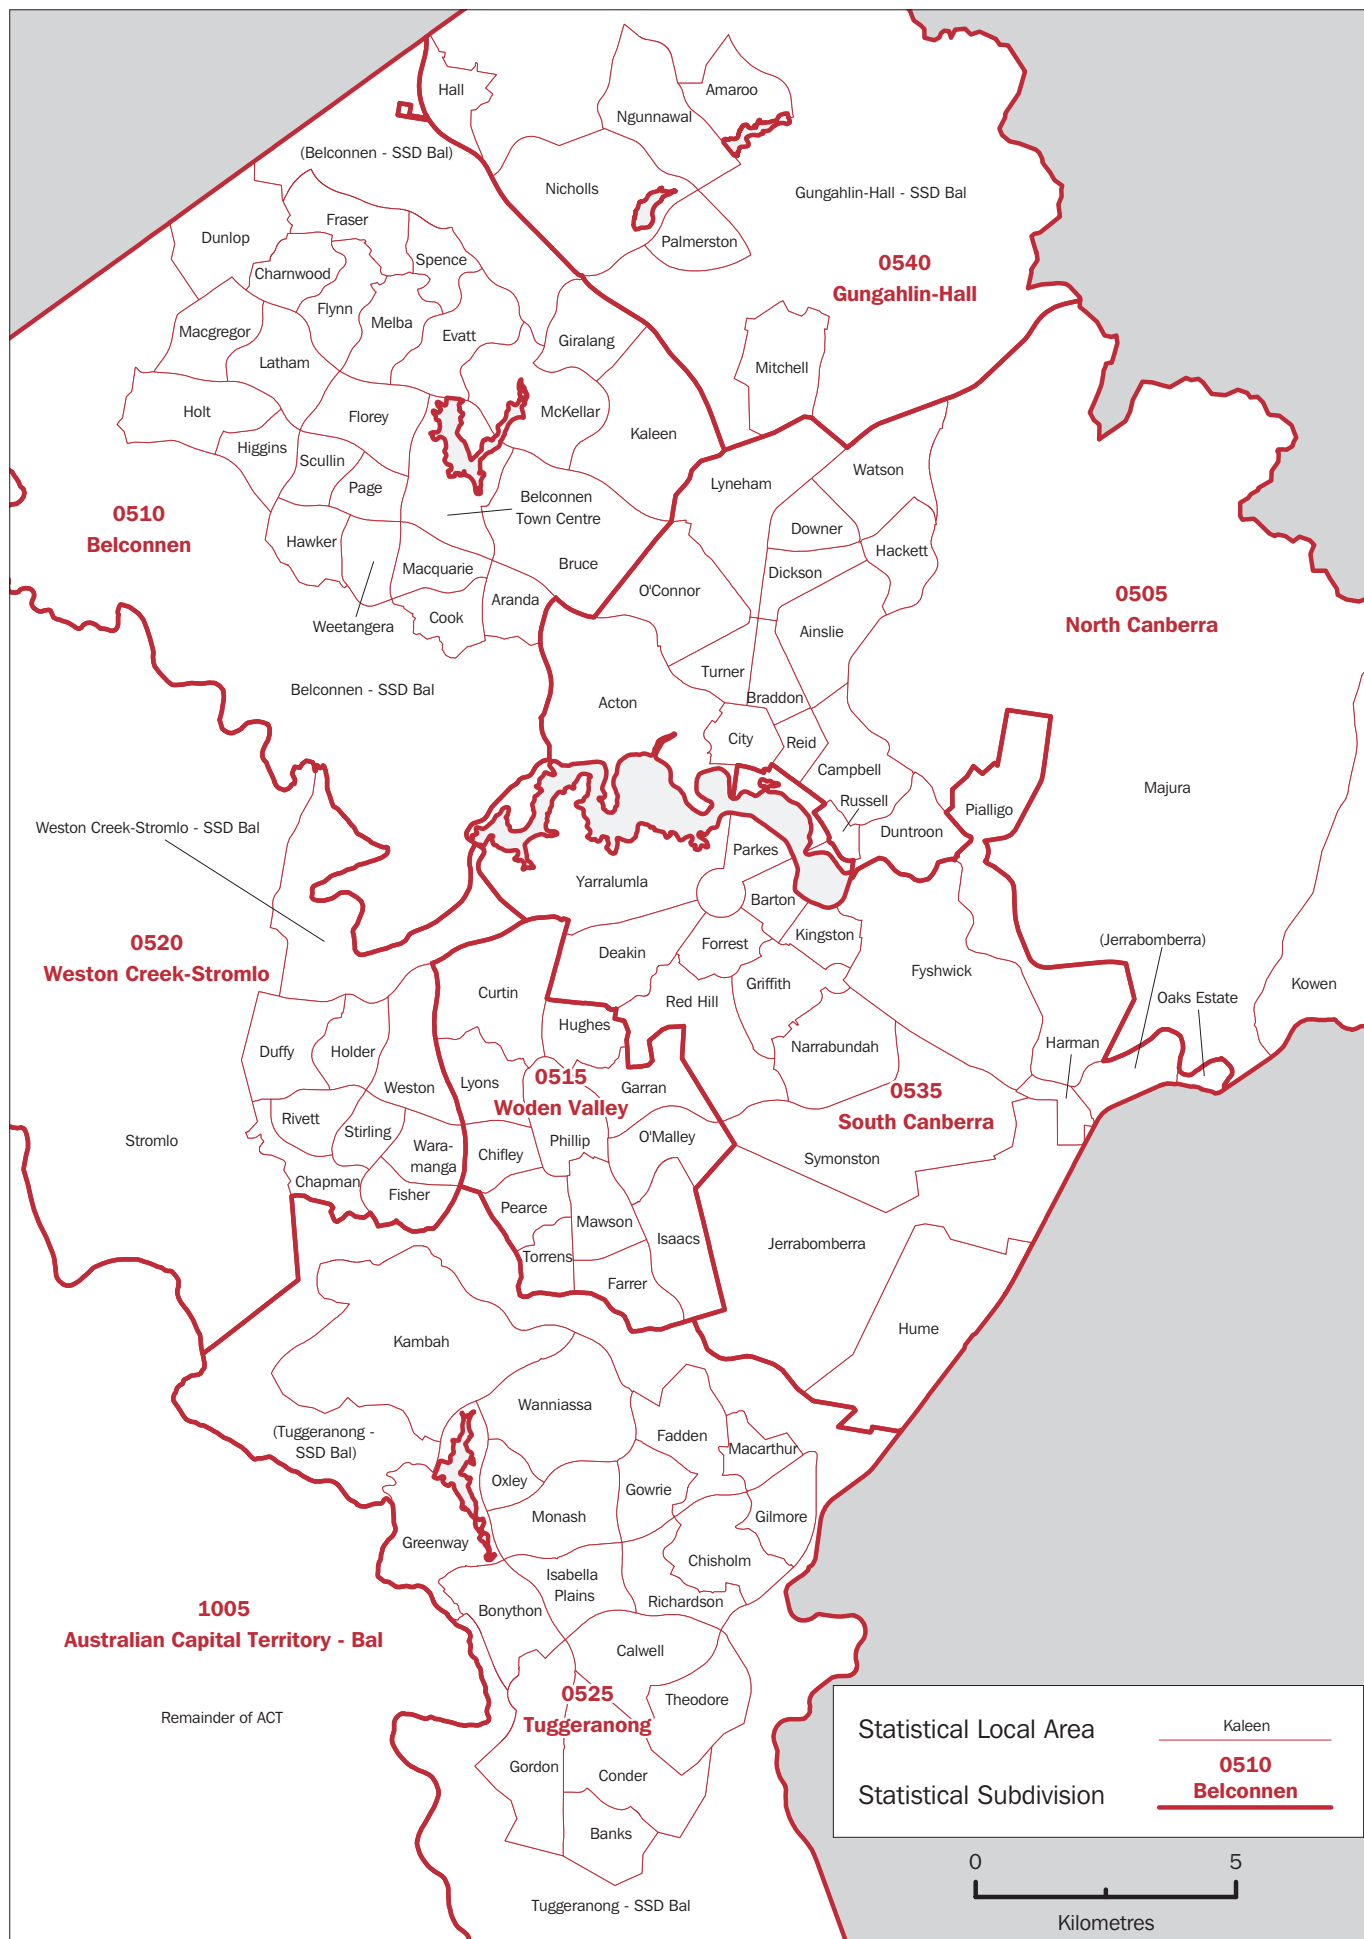 Hall
Amaroo
Ngunnawal
(Belconnen - SSD Bal)
Nicholls
Gungahlin-Hall - SSD Bal
Fraser
Dunlop
Palmerston
Spence
0540
Gungahlin-Hall
Charnwood
Flynn
Melba
Macgregor
Evatt
Giralang
Latham
Mitchell
Holt
Florey
McKellar
Kaleen
Higgins
Scullin
Watson
Lyneham
Page
Belconnen
Town Centre
0510
Belconnen
Downer
Hawker
Hackett
Bruce
Macquarie
Dickson
O'Connor
0505
North Canberra
Aranda
Cook
Weetangera
Ainslie
Turner
Belconnen - SSD Bal
Braddon
Acton
City
Reid
Campbell
Majura
Russell
Pialligo
Weston Creek-Stromlo - SSD Bal
Duntroon
Parkes
Yarralumla
Barton
Kingston
0520
Weston Creek-Stromlo
Deakin
Forrest
(Jerrabomberra)
Fyshwick
Griffith
Kowen
Curtin
Red Hill
Oaks Estate
Hughes
Harman
Duffy
Holder
Narrabundah
Weston
Lyons
0515
Woden Valley
Garran
0535
South Canberra
Rivett
Stirling
Phillip
O'Malley
Stromlo
Wara-
manga
Chifley
Symonston
Chapman
Fisher
Pearce
Mawson
Isaacs
Jerrabomberra
Torrens
Farrer
Hume
Kambah
Wanniassa
(Tuggeranong -
SSD Bal)
Fadden
Macarthur
Oxley
Gowrie
Monash
Gilmore
Greenway
Chisholm
Isabella
Plains
Richardson
1005
Australian Capital Territory - Bal
Bonython
Calwell
0525
Tuggeranong
Theodore
Remainder of ACT
Gordon
Conder
Banks
Tuggeranong - SSD Bal
Statistical Local Area
Kaleen
Statistical Subdivision
0510
Belconnen
0 5
Kilometres